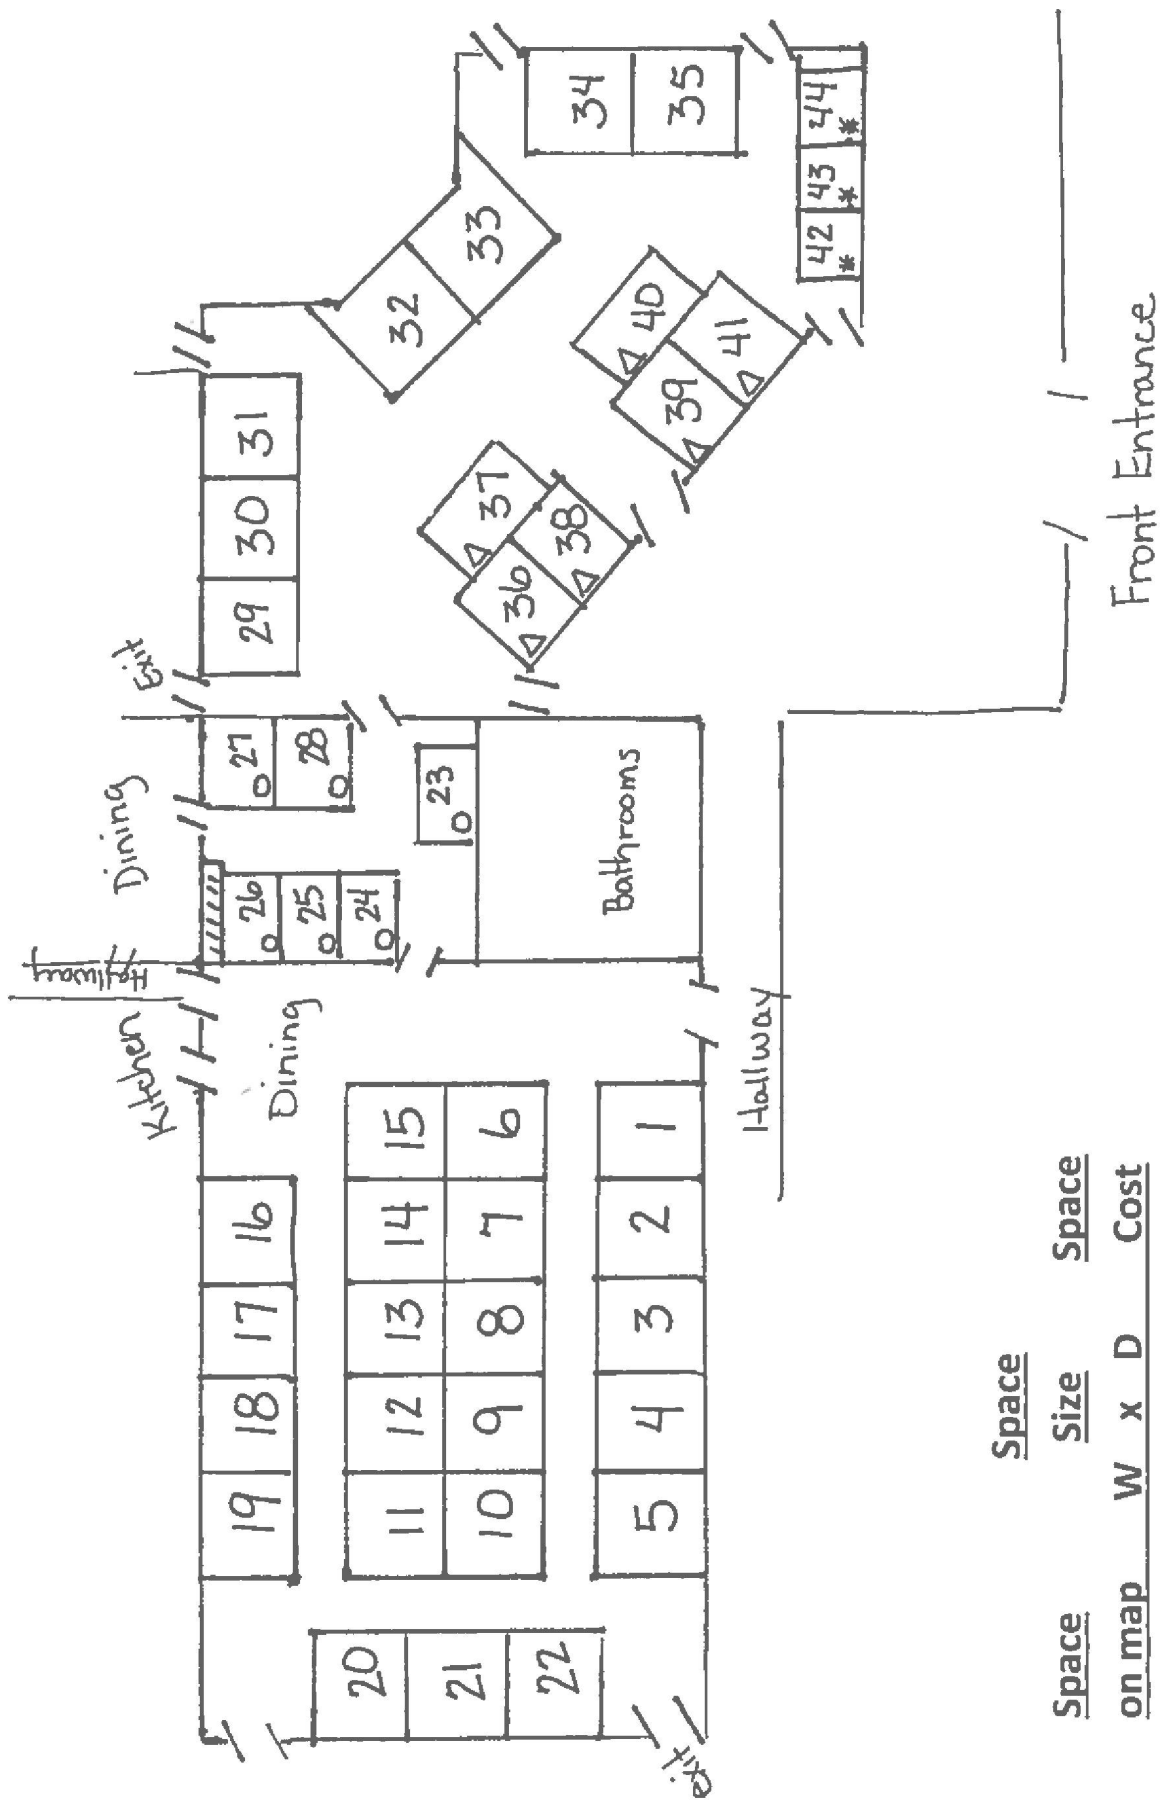 Kitchen Hallway Dining Exit
19 18 17 16 Dining 26 27 29 30 31
25 28
20 11 12 13 14 15 24 32 34
21 10 9 8 7 6 23 37 33
36 38
22 5 4 3 2 1 Bathrooms 39 40 35
41
exit Hallway 42* 43* 44*
Front Entrance
Space
Space Size Space
on map W x D Cost